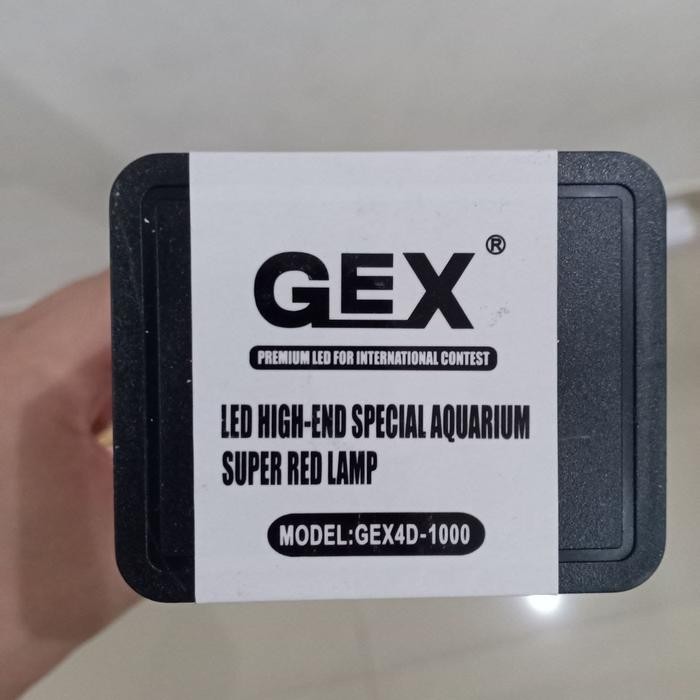 GEX®
PREMIUM LED FOR INTERNATIONAL CONTEST
LED HIGH-END SPECIAL AQUARIUM
SUPER RED LAMP
MODEL:GEX4D-1000